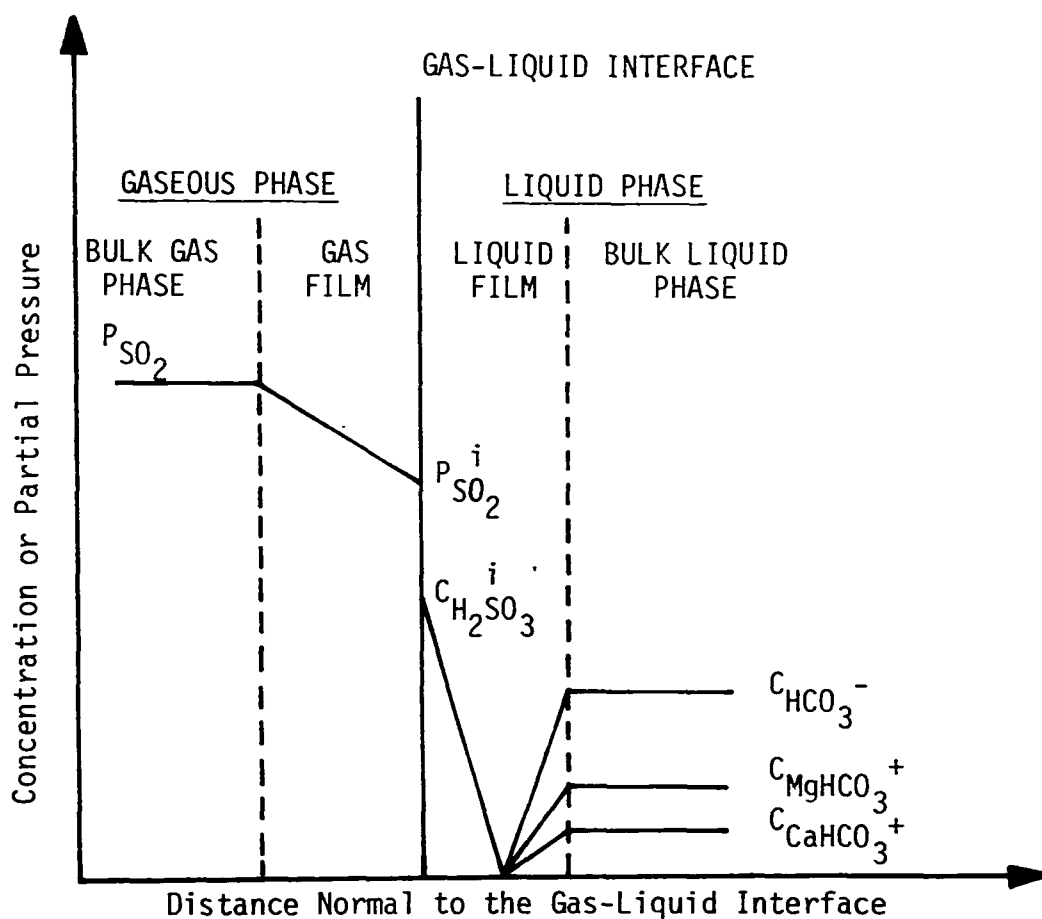 GAS-LIQUID INTERFACE
GASEOUS PHASE
LIQUID PHASE
BULK GAS
PHASE
GAS
FILM
LIQUID
FILM
BULK LIQUID
PHASE
P_SO2
P^i_SO2
C^i_H2SO3
C_HCO3^-
C_MgHCO3^+
C_CaHCO3^+
Concentration or Partial Pressure
Distance Normal to the Gas-Liquid Interface